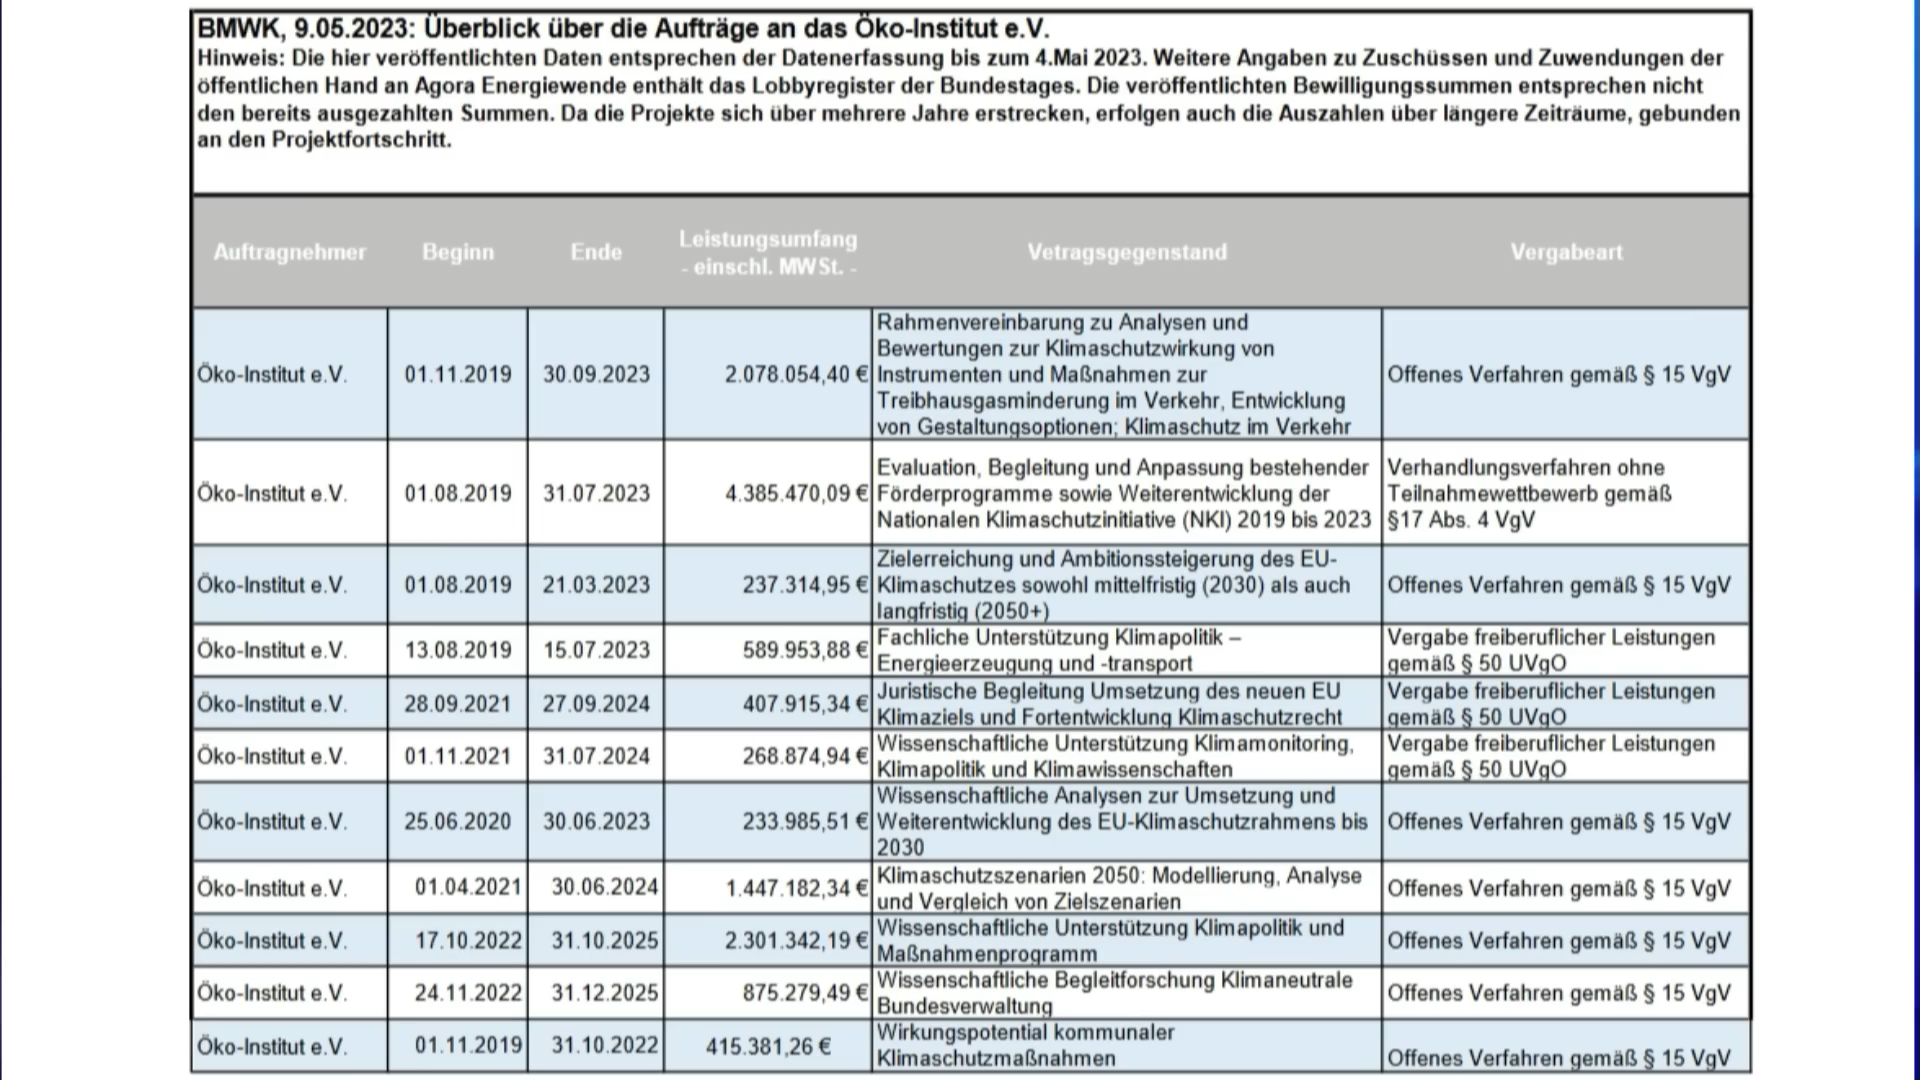 BMWK, 9.05.2023: Überblick über die Aufträge an das Öko-Institut e.V.
Hinweis: Die hier veröffentlichten Daten entsprechen der Datenerfassung bis zum 4.Mai 2023. Weitere Angaben zu Zuschüssen und Zuwendungen der
öffentlichen Hand an Agora Energiewende enthält das Lobbyregister der Bundestages. Die veröffentlichten Bewilligungssummen entsprechen nicht
den bereits ausgezahlten Summen. Da die Projekte sich über mehrere Jahre erstrecken, erfolgen auch die Auszahlen über längere Zeiträume, gebunden
an den Projektfortschritt.
Auftragnehmer Beginn Ende Leistungsumfang
- einschl. MWSt. - Vetragsgegenstand Vergabeart
Öko-Institut e.V. 01.11.2019 30.09.2023 2.078.054,40 € Rahmenvereinbarung zu Analysen und
Bewertungen zur Klimaschutzwirkung von
Instrumenten und Maßnahmen zur
Treibhausgasminderung im Verkehr, Entwicklung
von Gestaltungsoptionen; Klimaschutz im Verkehr
Offenes Verfahren gemäß § 15 VgV
Öko-Institut e.V. 01.08.2019 31.07.2023 4.385.470,09 € Evaluation, Begleitung und Anpassung bestehender
Förderprogramme sowie Weiterentwicklung der
Nationalen Klimaschutzinitiative (NKI) 2019 bis 2023
Verhandlungsverfahren ohne
Teilnahmewettbewerb gemäß
§17 Abs. 4 VgV
Öko-Institut e.V. 01.08.2019 21.03.2023 237.314,95 € Zielerreichung und Ambitionssteigerung des EU-
Klimaschutzes sowohl mittelfristig (2030) als auch
langfristig (2050+)
Offenes Verfahren gemäß § 15 VgV
Öko-Institut e.V. 13.08.2019 15.07.2023 589.953,88 € Fachliche Unterstützung Klimapolitik –
Energieerzeugung und -transport
Vergabe freiberuflicher Leistungen
gemäß § 50 UVgO
Öko-Institut e.V. 28.09.2021 27.09.2024 407.915,34 € Juristische Begleitung Umsetzung des neuen EU
Klimaziels und Fortentwicklung Klimaschutzrecht
Vergabe freiberuflicher Leistungen
gemäß § 50 UVgO
Öko-Institut e.V. 01.11.2021 31.07.2024 268.874,94 € Wissenschaftliche Unterstützung Klimamonitoring,
Klimapolitik und Klimawissenschaften
Vergabe freiberuflicher Leistungen
gemäß § 50 UVgO
Öko-Institut e.V. 25.06.2020 30.06.2023 233.985,51 € Wissenschaftliche Analysen zur Umsetzung und
Weiterentwicklung des EU-Klimaschutzrahmens bis
2030
Offenes Verfahren gemäß § 15 VgV
Öko-Institut e.V. 01.04.2021 30.06.2024 1.447.182,34 € Klimaschutzszenarien 2050: Modellierung, Analyse
und Vergleich von Zielszenarien
Offenes Verfahren gemäß § 15 VgV
Öko-Institut e.V. 17.10.2022 31.10.2025 2.301.342,19 € Wissenschaftliche Unterstützung Klimapolitik und
Maßnahmenprogramm
Offenes Verfahren gemäß § 15 VgV
Öko-Institut e.V. 24.11.2022 31.12.2025 875.279,49 € Wissenschaftliche Begleitforschung Klimaneutrale
Bundesverwaltung
Offenes Verfahren gemäß § 15 VgV
Öko-Institut e.V. 01.11.2019 31.10.2022 415.381,26 € Wirkungspotential kommunaler
Klimaschutzmaßnahmen
Offenes Verfahren gemäß § 15 VgV